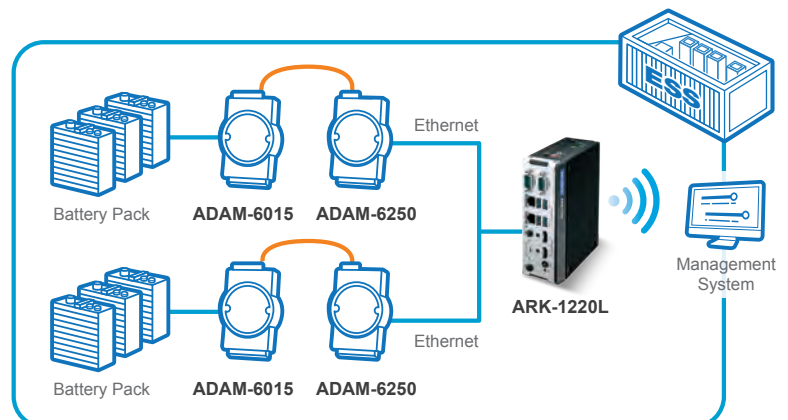 ESS
Ethernet
Battery Pack
ADAM-6015
ADAM-6250
Management
System
ARK-1220L
Ethernet
Battery Pack
ADAM-6015
ADAM-6250